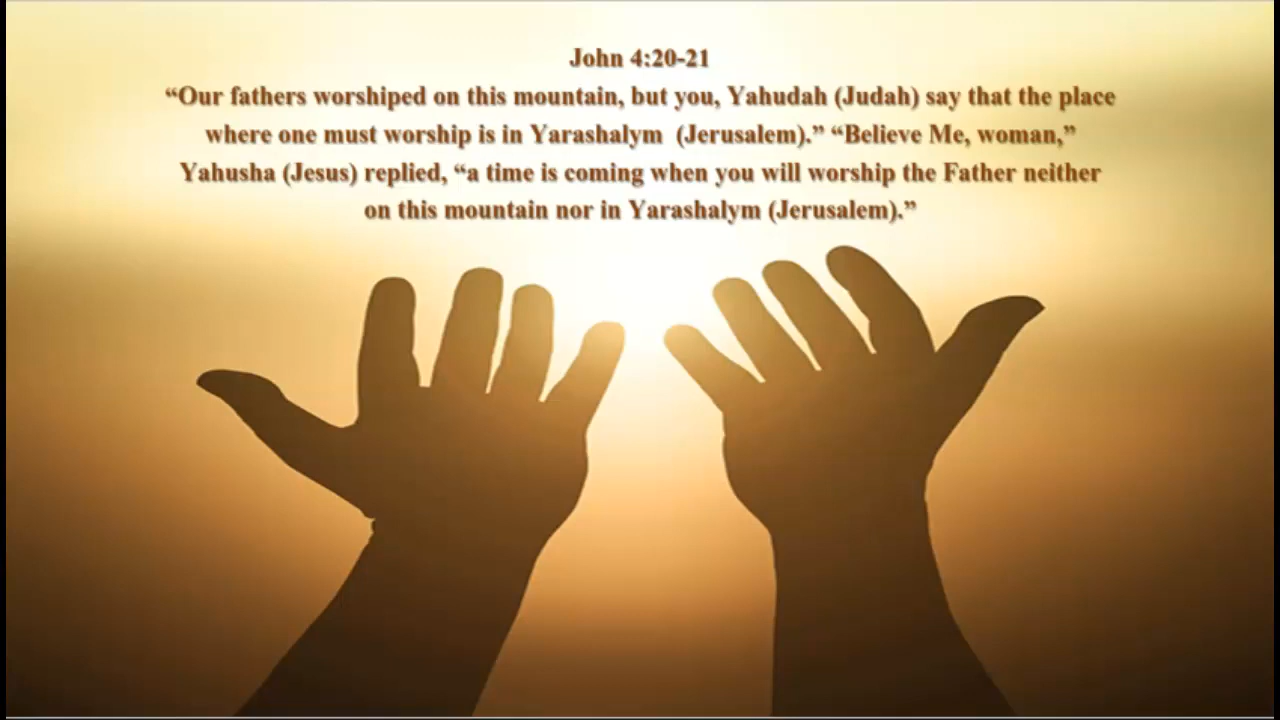 John 4:20-21
“Our fathers worshiped on this mountain, but you, Yahudah (Judah) say that the place
where one must worship is in Yarashalym (Jerusalem).” “Believe Me, woman,”
Yahusha (Jesus) replied, “a time is coming when you will worship the Father neither
on this mountain nor in Yarashalym (Jerusalem).”